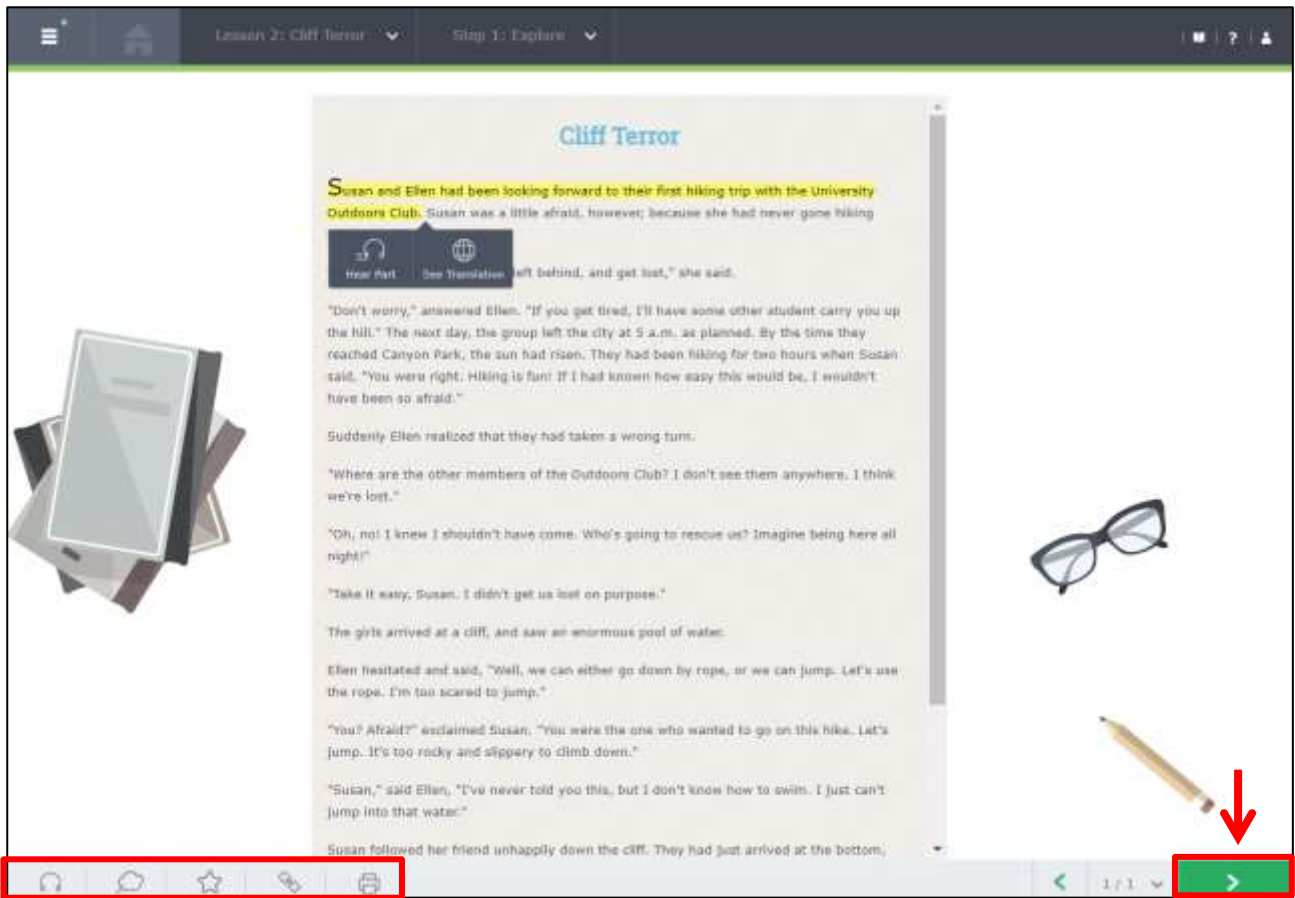 Lesson 2: Cliff Terror
Step 1: Explore
?
Cliff Terror
Susan and Ellen had been looking forward to their first hiking trip with the University
Outdoors Club. Susan was a little afraid, however, because she had never gone hiking
Hear Part
See Translation
left behind, and get lost," she said.
"Don't worry," answered Ellen. "If you get tired, I'll have some other student carry you up
the hill." The next day, the group left the city at 5 a.m. as planned. By the time they
reached Canyon Park, the sun had risen. They had been hiking for two hours when Susan
said, "You were right. Hiking is fun! If I had known how easy this would be, I wouldn't
have been so afraid."
Suddenly Ellen realized that they had taken a wrong turn.
"Where are the other members of the Outdoors Club? I don't see them anywhere. I think
we're lost."
"Oh, no! I knew I shouldn't have come. Who's going to rescue us? Imagine being here all
night!"
"Take it easy, Susan. I didn't get us lost on purpose."
The girls arrived at a cliff, and saw an enormous pool of water.
Ellen hesitated and said, "Well, we can either go down by rope, or we can jump. Let's use
the rope. I'm too scared to jump."
"You? Afraid?" exclaimed Susan. "You were the one who wanted to go on this hike. Let's
jump. It's too rocky and slippery to climb down."
"Susan," said Ellen, "I've never told you this, but I don't know how to swim. I just can't
jump into that water."
Susan followed her friend unhappily down the cliff. They had just arrived at the bottom,
1/1